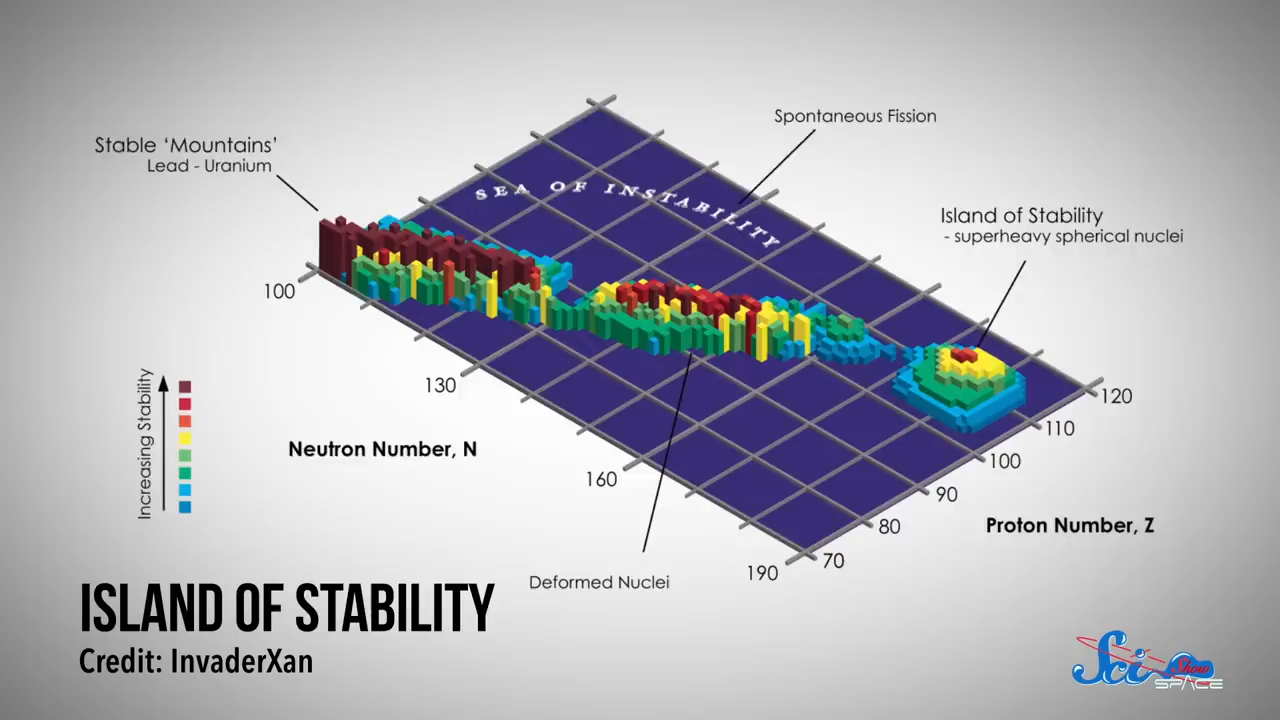 Spontaneous Fission
Stable ‘Mountains’
Lead - Uranium
SEA OF INSTABILITY
Island of Stability
- superheavy spherical nuclei
100
130
160
190
120
110
100
90
80
70
Increasing Stability
Neutron Number, N
Proton Number, Z
Deformed Nuclei
ISLAND OF STABILITY
Credit: InvaderXan
Sci
Show
SPACE